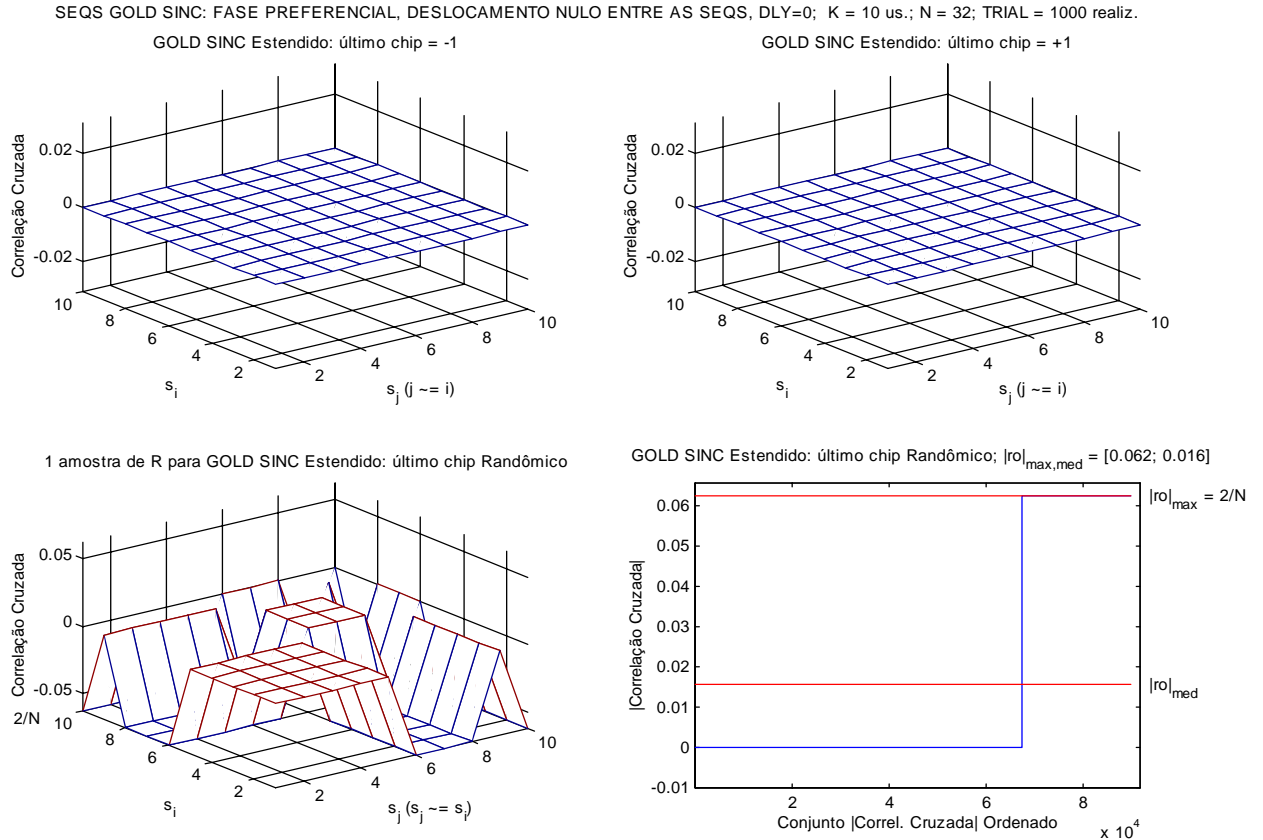 SEQS GOLD SINC: FASE PREFERENCIAL, DESLOCAMENTO NULO ENTRE AS SEQS, DLY=0; K = 10 us.; N = 32; TRIAL = 1000 realiz.
GOLD SINC Estendido: último chip = -1
Correlação Cruzada
0.02
0
-0.02
10
8
6
4
2
s_i
2
4
6
8
10
s_j (j ~= i)
GOLD SINC Estendido: último chip = +1
Correlação Cruzada
0.02
0
-0.02
10
8
6
4
2
s_i
2
4
6
8
10
s_j (j ~= i)
1 amostra de R para GOLD SINC Estendido: último chip Randômico
Correlação Cruzada
0.05
0
-0.05
2/N
10
8
6
4
2
s_i
2
4
6
8
10
s_j (s_j ~= s_i)
GOLD SINC Estendido: último chip Randômico; |ro|_max,med = [0.062; 0.016]
|Correlação Cruzada|
0.06
0.05
0.04
0.03
0.02
0.01
0
-0.01
|ro|_max = 2/N
|ro|_med
2
4
6
8
x 10^4
Conjunto |Correl. Cruzada| Ordenado